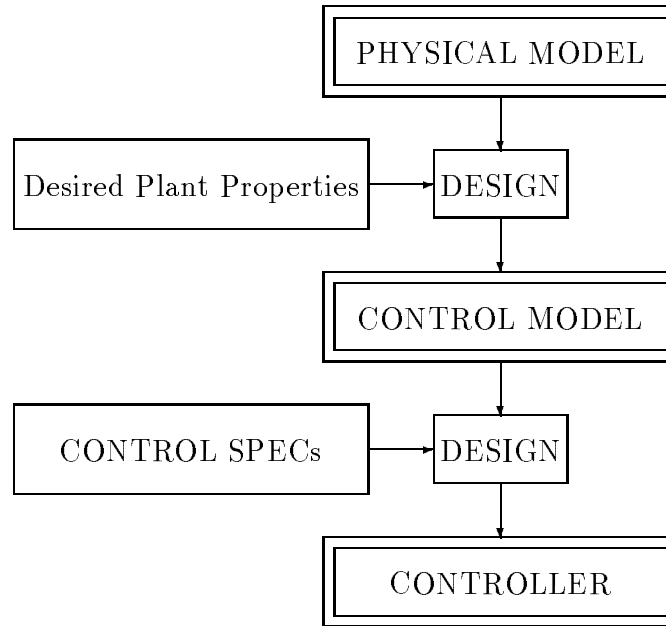 PHYSICAL MODEL
Desired Plant Properties
DESIGN
CONTROL MODEL
CONTROL SPECs
DESIGN
CONTROLLER